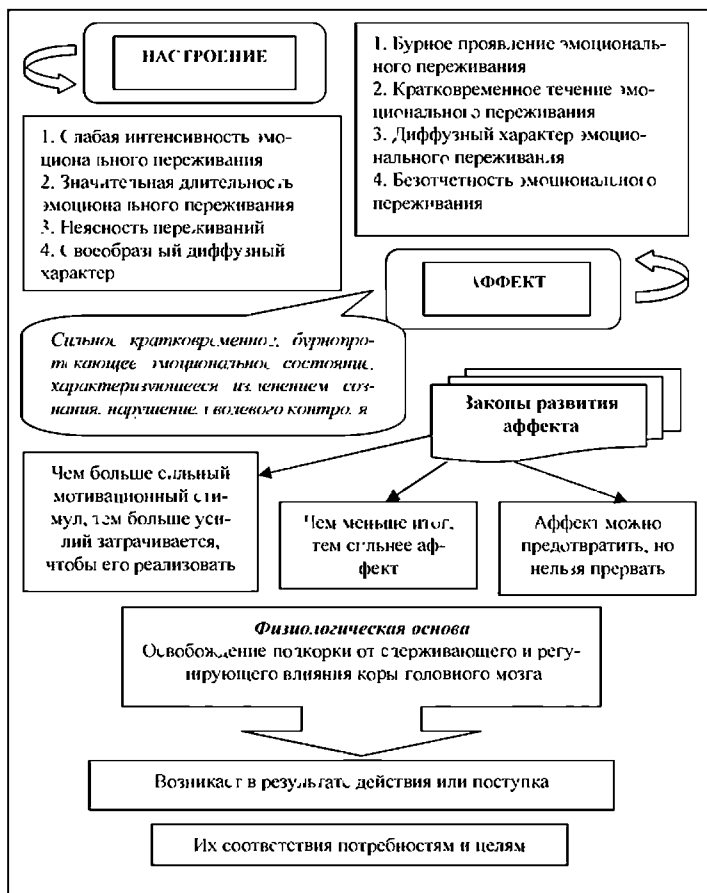 НАСТРОЕНИЕ
1. Слабая интенсивность эмо-
ционального переживания
2. Значительная длительность
эмоционального переживания
3. Неясность переживаний
4. Своеобразный диффузный
характер
1. Бурное проявление эмоциональ-
ного переживания
2. Кратковременное течение эмо-
ционального переживания
3. Диффузный характер эмоцио-
нального переживания
4. Безотчетность эмоционального
переживания
АФФЕКТ
Сильное, кратковременное, бурнопро-
текающее эмоциональное состояние,
характеризующееся изменением соз-
нания, нарушением волевого контроля
Законы развития
аффекта
Чем больше сильный
мотивационный сти-
мул, тем больше уси-
лий затрачивается,
чтобы его реализовать
Чем меньше итог,
тем сильнее аф-
фект
Аффект можно
предотвратить, но
нельзя прервать
Физиологическая основа
Освобождение подкорки от сдерживающего и регу-
лирующего влияния коры головного мозга
Возникает в результате действия или поступка
Их соответствия потребностям и целям